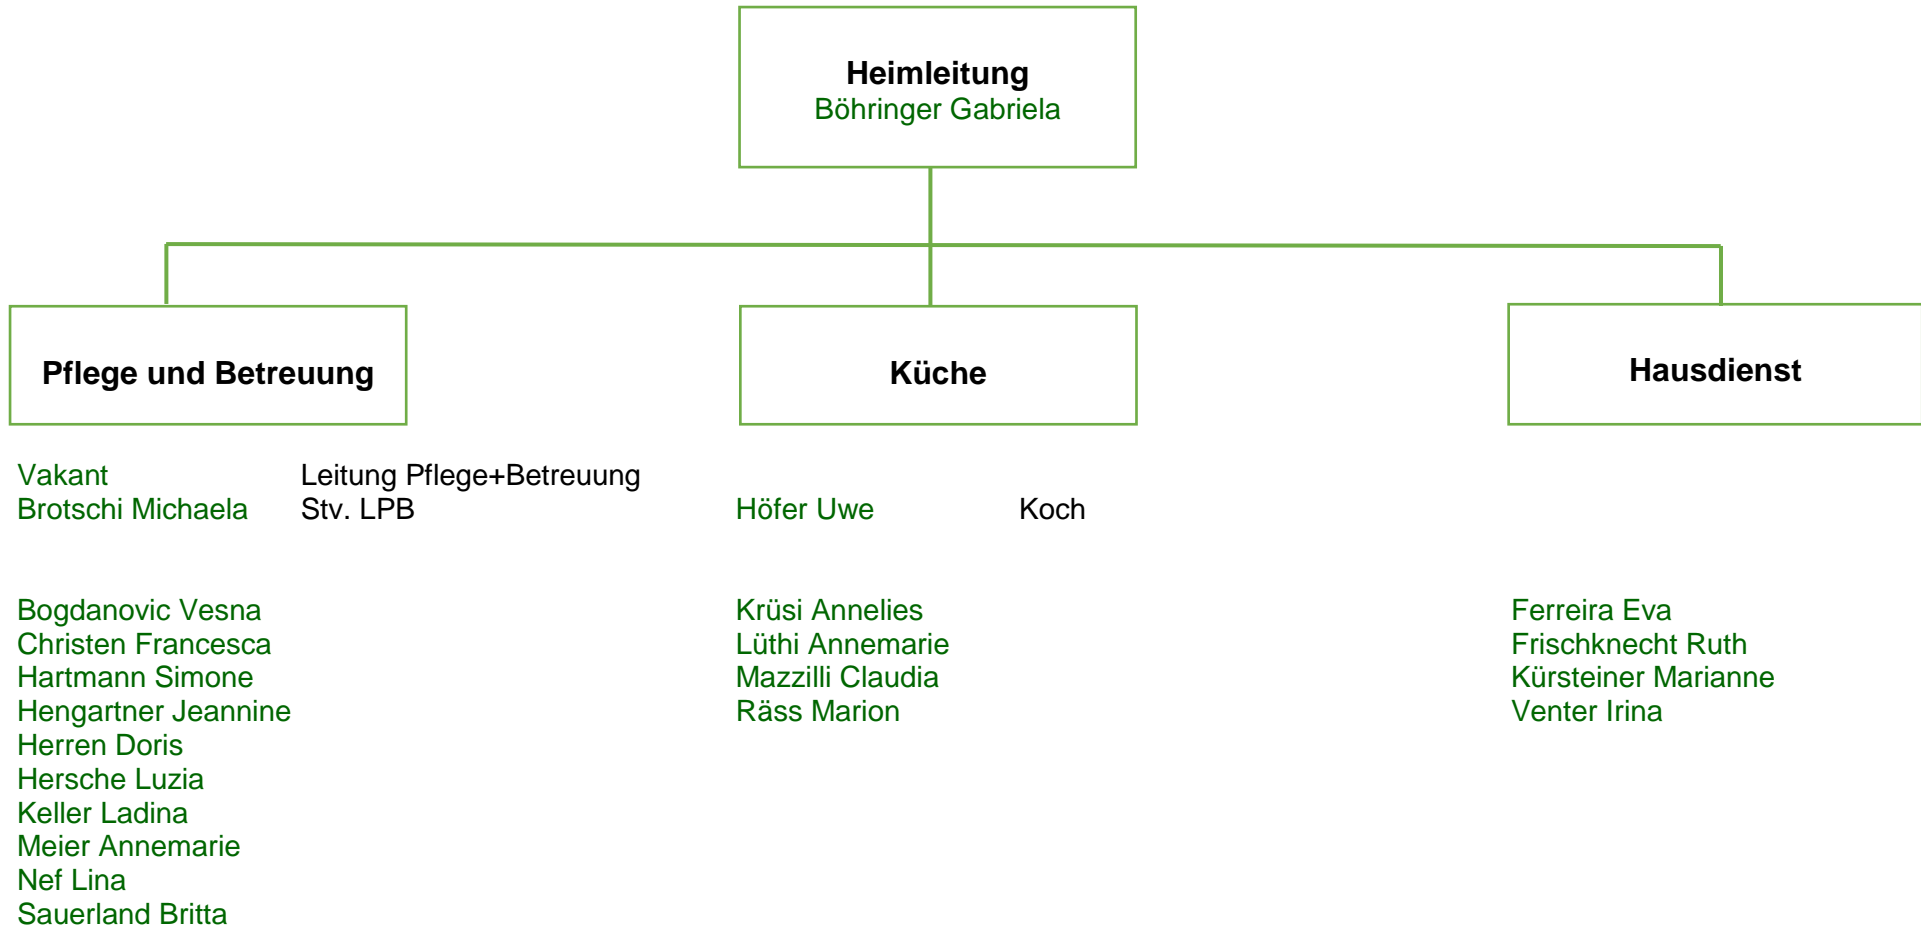 Heimleitung
Böhringer Gabriela
Pflege und Betreuung
Küche
Hausdienst
Vakant Leitung Pflege+Betreuung
Brotschi Michaela Stv. LPB
Höfer Uwe Koch
Bogdanovic Vesna
Christen Francesca
Hartmann Simone
Hengartner Jeannine
Herren Doris
Hersche Luzia
Keller Ladina
Meier Annemarie
Nef Lina
Sauerland Britta
Krüsi Annelies
Lüthi Annemarie
Mazzilli Claudia
Räss Marion
Ferreira Eva
Frischknecht Ruth
Kürsteiner Marianne
Venter Irina